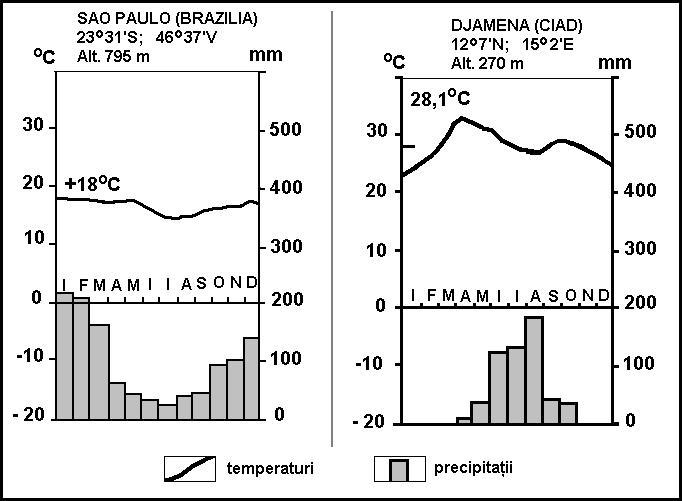 SAO PAULO (BRAZILIA)
23°31'S; 46°37'V
Alt. 795 m
°C
mm
+18°C
30
20
10
0
-10
-20
500
400
300
200
100
0
I F M A M I I A S O N D
DJAMENA (CIAD)
12°7'N; 15°2'E
Alt. 270 m
°C
mm
28,1°C
30
20
10
0
-10
-20
500
400
300
200
100
0
I F M A M I I A S O N D
temperaturi
precipitații